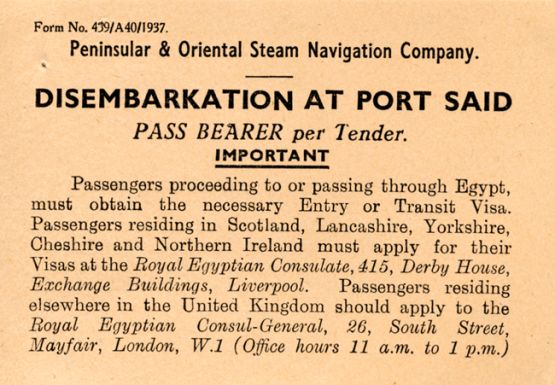 Form No. 439/A40/1937.
Peninsular & Oriental Steam Navigation Company.
DISEMBARKATION AT PORT SAID
PASS BEARER per Tender.
IMPORTANT
Passengers proceeding to or passing through Egypt,
must obtain the necessary Entry or Transit Visa.
Passengers residing in Scotland, Lancashire, Yorkshire,
Cheshire and Northern Ireland must apply for their
Visas at the Royal Egyptian Consulate, 415, Derby House,
Exchange Buildings, Liverpool. Passengers residing
elsewhere in the United Kingdom should apply to the
Royal Egyptian Consul-General, 26, South Street,
Mayfair, London, W.1 (Office hours 11 a.m. to 1 p.m.)